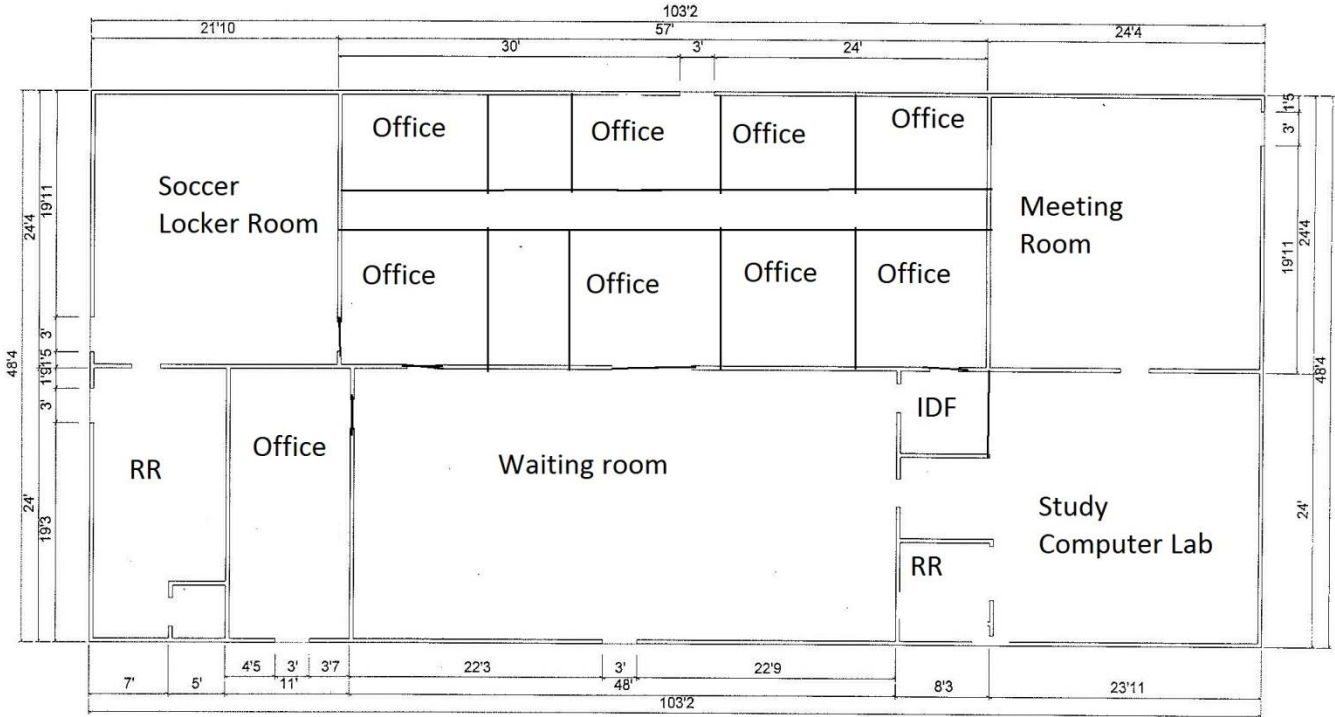 103'2
21'10
57'
24'4
30'
3'
24'
Office
Office
Office
Office
Soccer
Locker Room
Meeting
Room
Office
Office
Office
Office
RR
Office
Waiting room
IDF
Study
Computer Lab
RR
48'4
24'4
24'
19'11
3'
1'5
1'9
3'
19'3
1'5
3'
19'11
24'4
24'
48'4
4'5
3'
3'7
22'3
3'
22'9
7'
5'
11'
48'
8'3
23'11
103'2